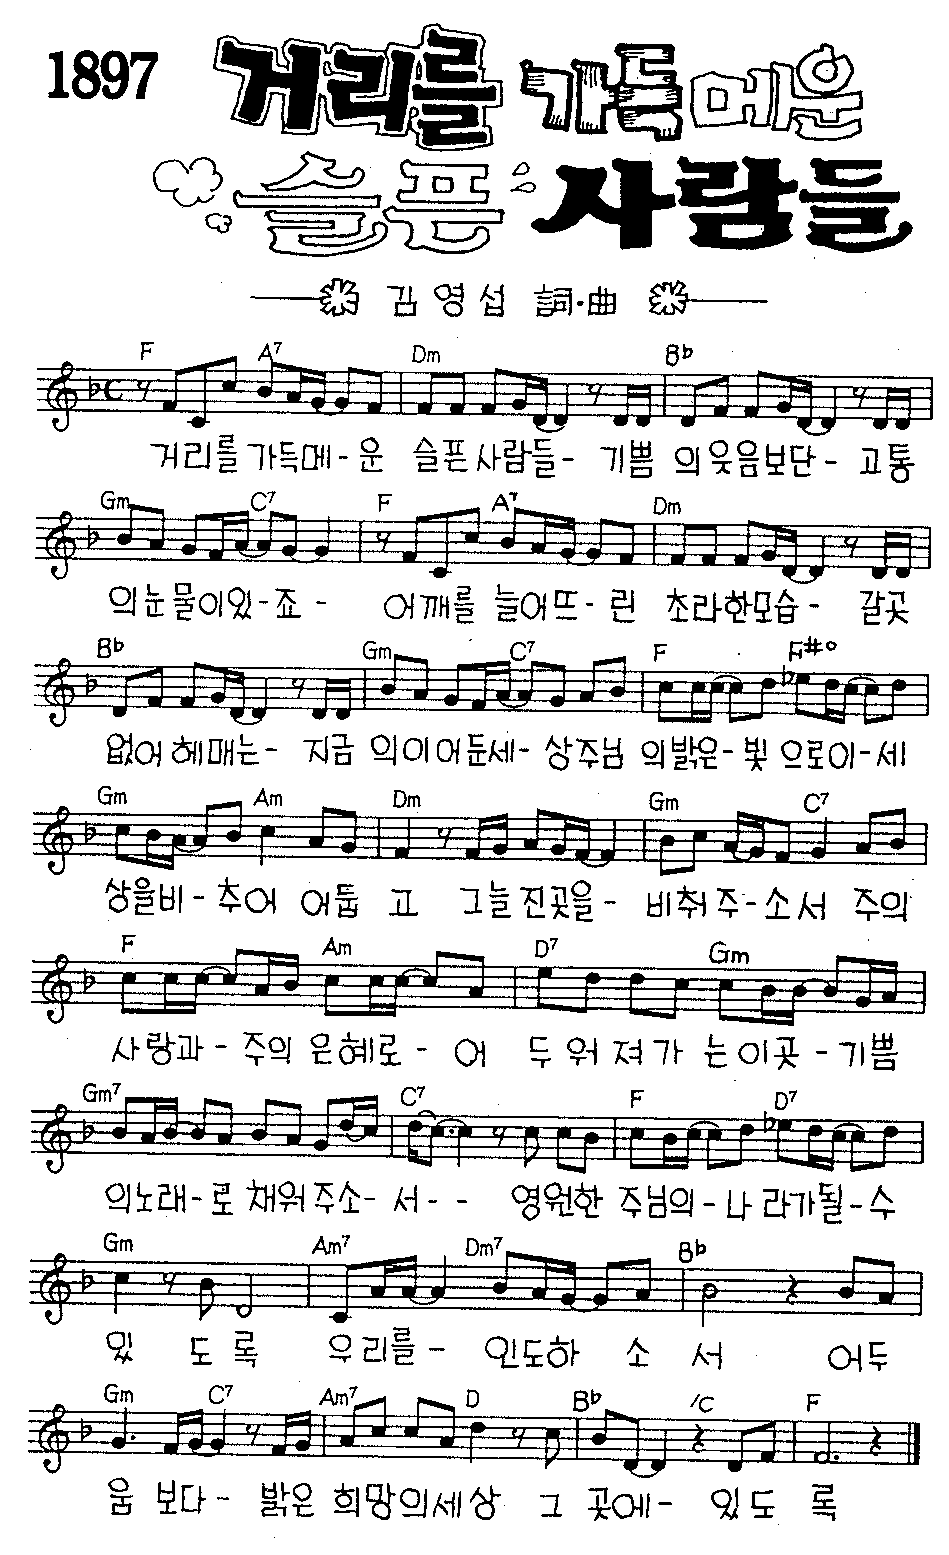 1897
거리를 가득메운
슬픈 사람들
김영섭 詞·曲
F A7 Dm B♭
거리를 가득메-운 슬픈사람들- 기쁨 의웃음보단- 고통
Gm C7 F A7 Dm
의눈물이있-죠- 어깨를 늘어뜨-린 초라한모습- 갈곳
B♭ Gm C7 F F#o
없어헤매는- 지금 의이어둔세-상주님 의밝은-빛 으로이-세
Gm Am Dm Gm C7
상을비-추어 어둡 고 그늘진곳을- 비춰주-소서 주의
F Am D7 Gm
사랑과-주의 은혜로-어 두워져가 는이곳-기쁨
Gm7 C7 F D7
의노래-로 채워주소-서-- 영원한 주님의-나 라가될-수
Gm Am7 Dm7 B♭
있 도록 우리를- 인도하 소 서 어두
Gm C7 Am7 D B♭ /C F
움 보다- 밝은 희망의세상 그 곳에- 있도 록